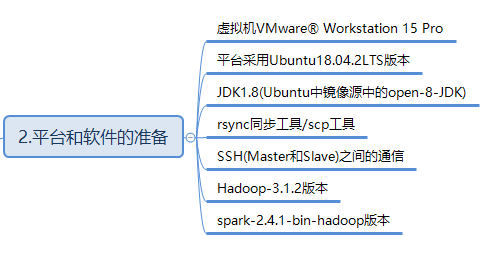 虚拟机VMware® Workstation 15 Pro
平台采用Ubuntu18.04.2LTS版本
JDK1.8(Ubuntu中镜像源中的open-8-JDK)
2.平台和软件的准备
rsync同步工具/scp工具
SSH(Master和Slave)之间的通信
Hadoop-3.1.2版本
spark-2.4.1-bin-hadoop版本